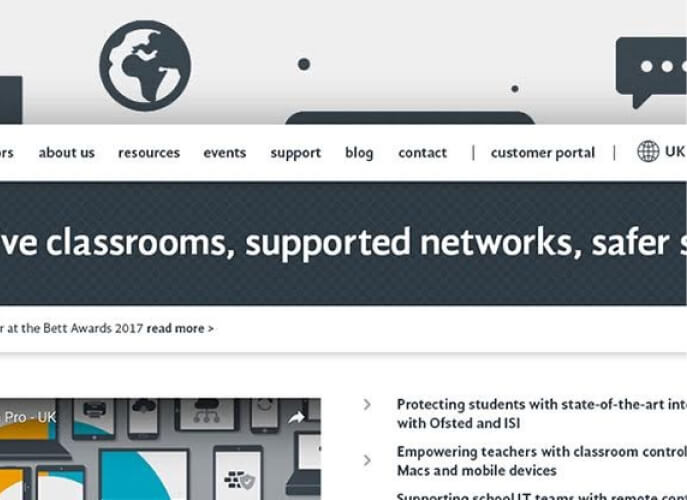 rs about us resources events support blog contact | customer portal | UK
ve classrooms, supported networks, safer s
r at the Bett Awards 2017 read more >
Pro - UK
Protecting students with state-of-the-art int
with Ofsted and ISI
Empowering teachers with classroom control
Macs and mobile devices
Supporting school IT teams with remote cont